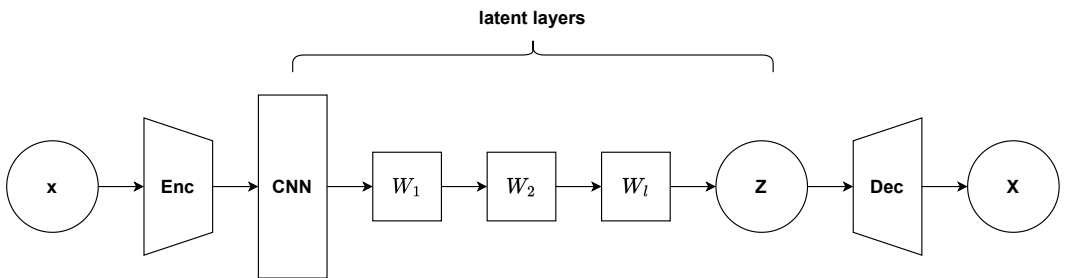 latent layers
x
Enc
CNN
W₁
W₂
Wₗ
Z
Dec
X